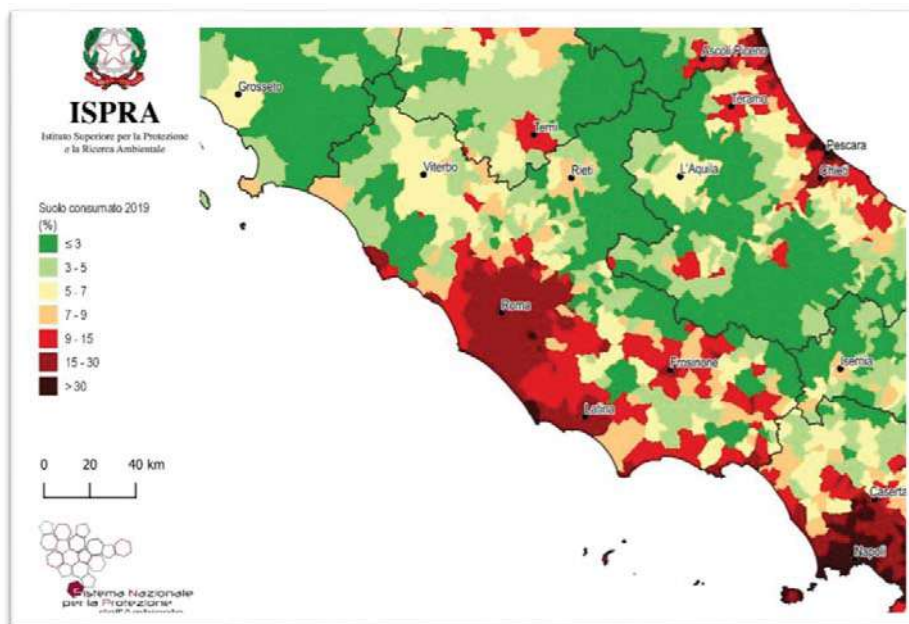 ISPRA
Istituto Superiore per la Protezione
e la Ricerca Ambientale
Suolo consumato 2019
(%)
≤ 3
3 - 5
5 - 7
7 - 9
9 - 15
15 - 30
> 30
0 20 40 km
Sistema Nazionale
per la Protezione
dell'Ambiente
Grosseto
Ascoli Piceno
Teramo
Terni
Pescara
Viterbo
Rieti
L'Aquila
Chieti
Roma
Frosinone
Isernia
Latina
Caserta
Napoli